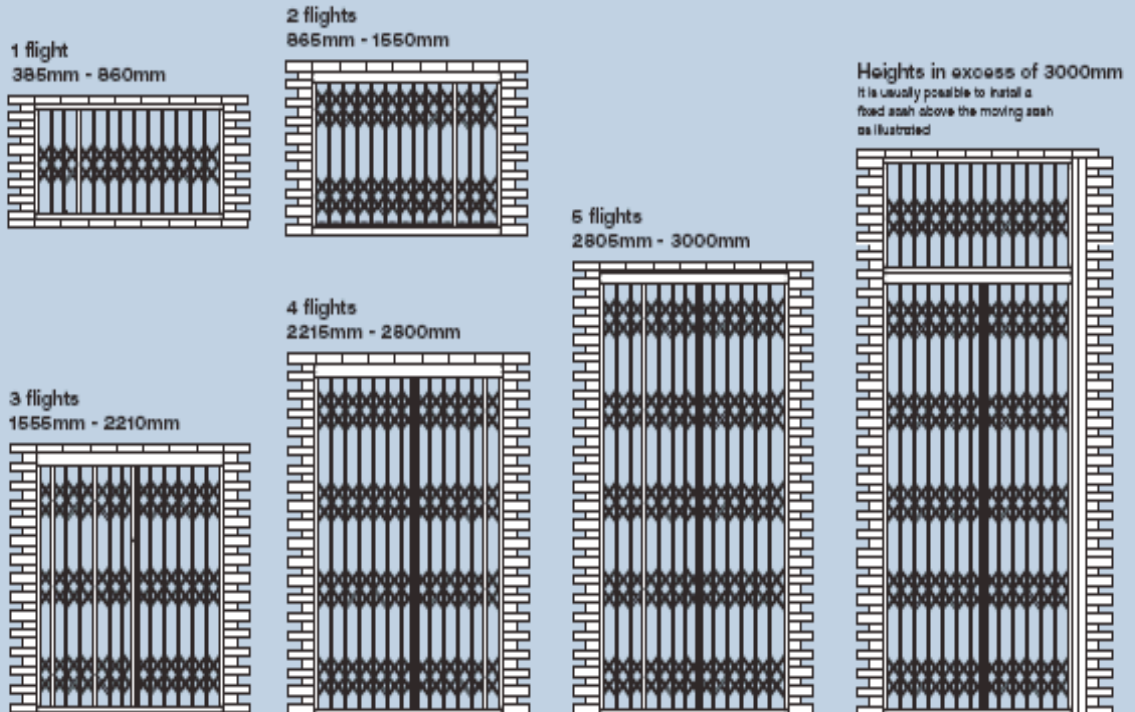 1 flight
385mm - 860mm
2 flights
865mm - 1550mm
3 flights
1555mm - 2210mm
4 flights
2215mm - 2800mm
5 flights
2805mm - 3000mm
Heights in excess of 3000mm
It is usually possible to install a
fixed sash above the moving sash
as illustrated